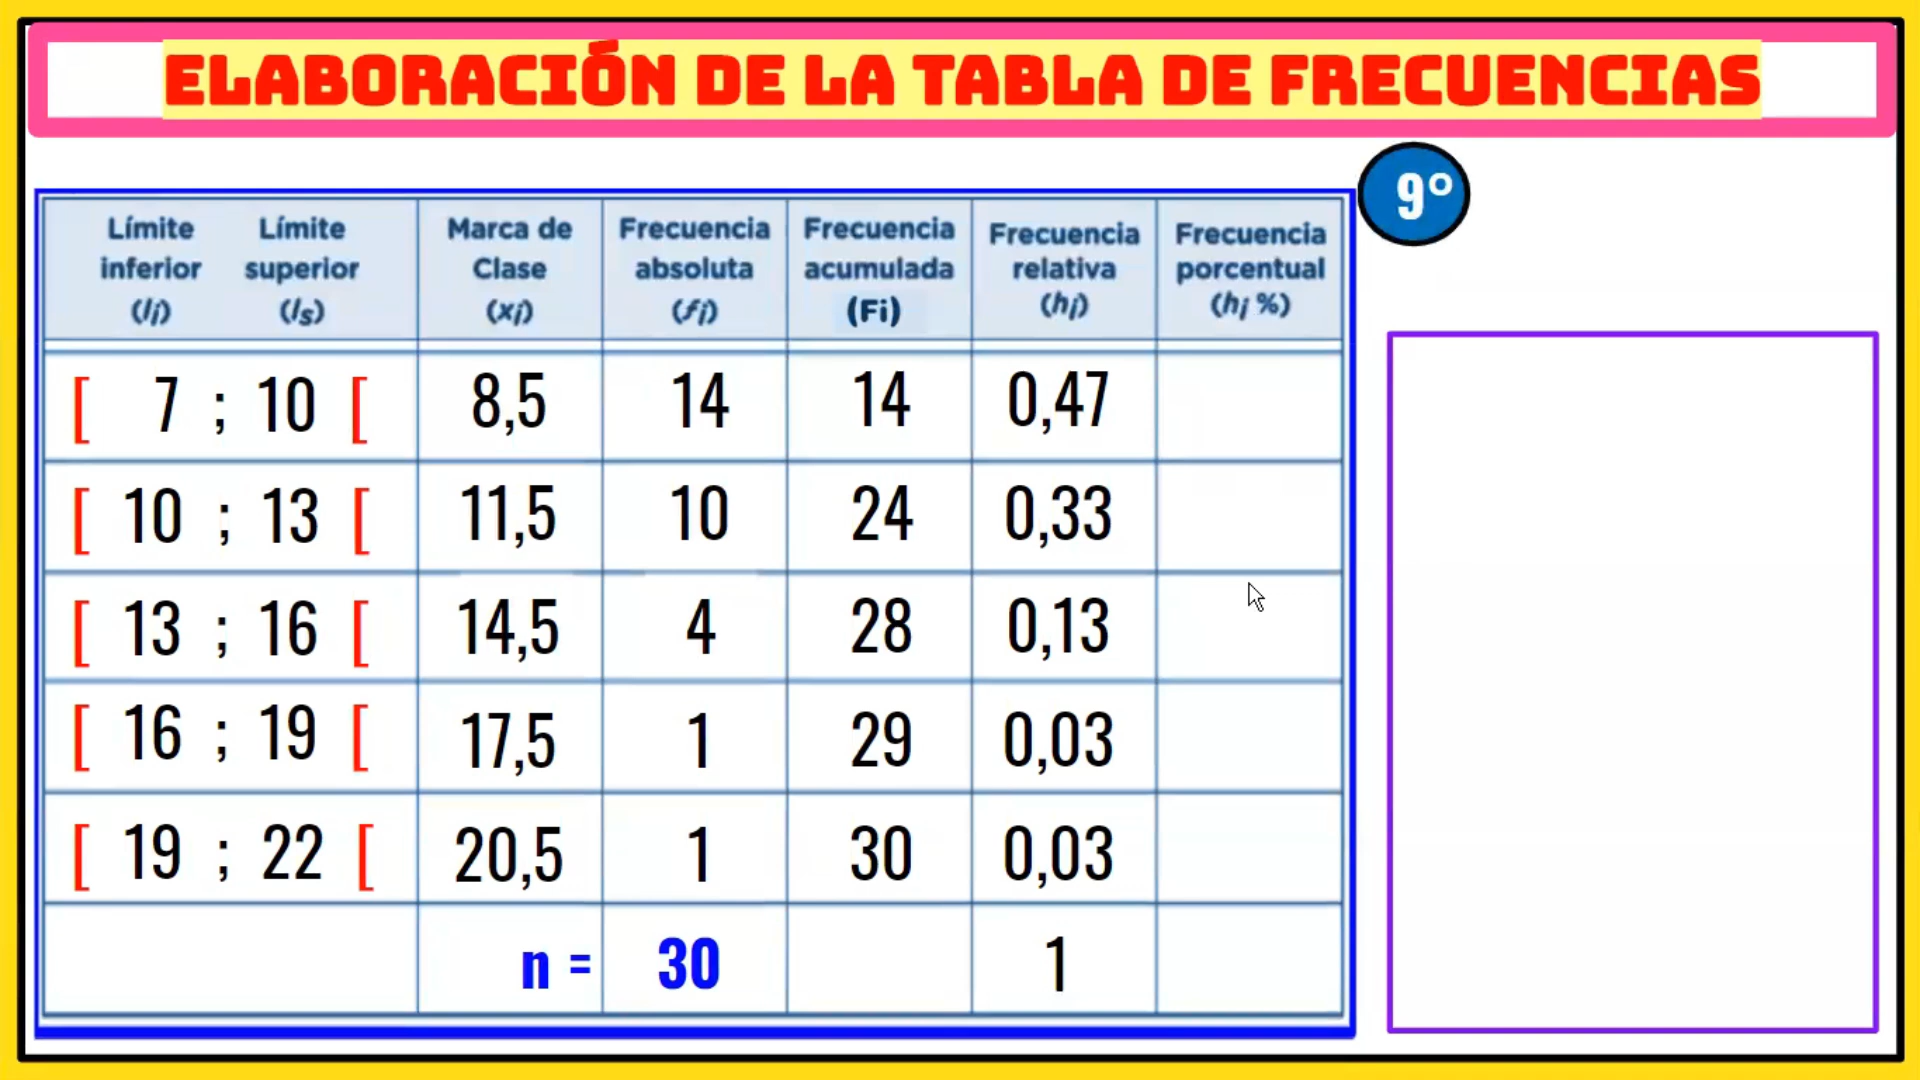 ELABORACIÓN DE LA TABLA DE FRECUENCIAS
9°
Límite inferior (li) Límite superior (ls) Marca de Clase (xi) Frecuencia absoluta (fi) Frecuencia acumulada (Fi) Frecuencia relativa (hi) Frecuencia porcentual (hi %)
[ 7 ; 10 [ 8,5 14 14 0,47
[ 10 ; 13 [ 11,5 10 24 0,33
[ 13 ; 16 [ 14,5 4 28 0,13
[ 16 ; 19 [ 17,5 1 29 0,03
[ 19 ; 22 [ 20,5 1 30 0,03
n = 30 1